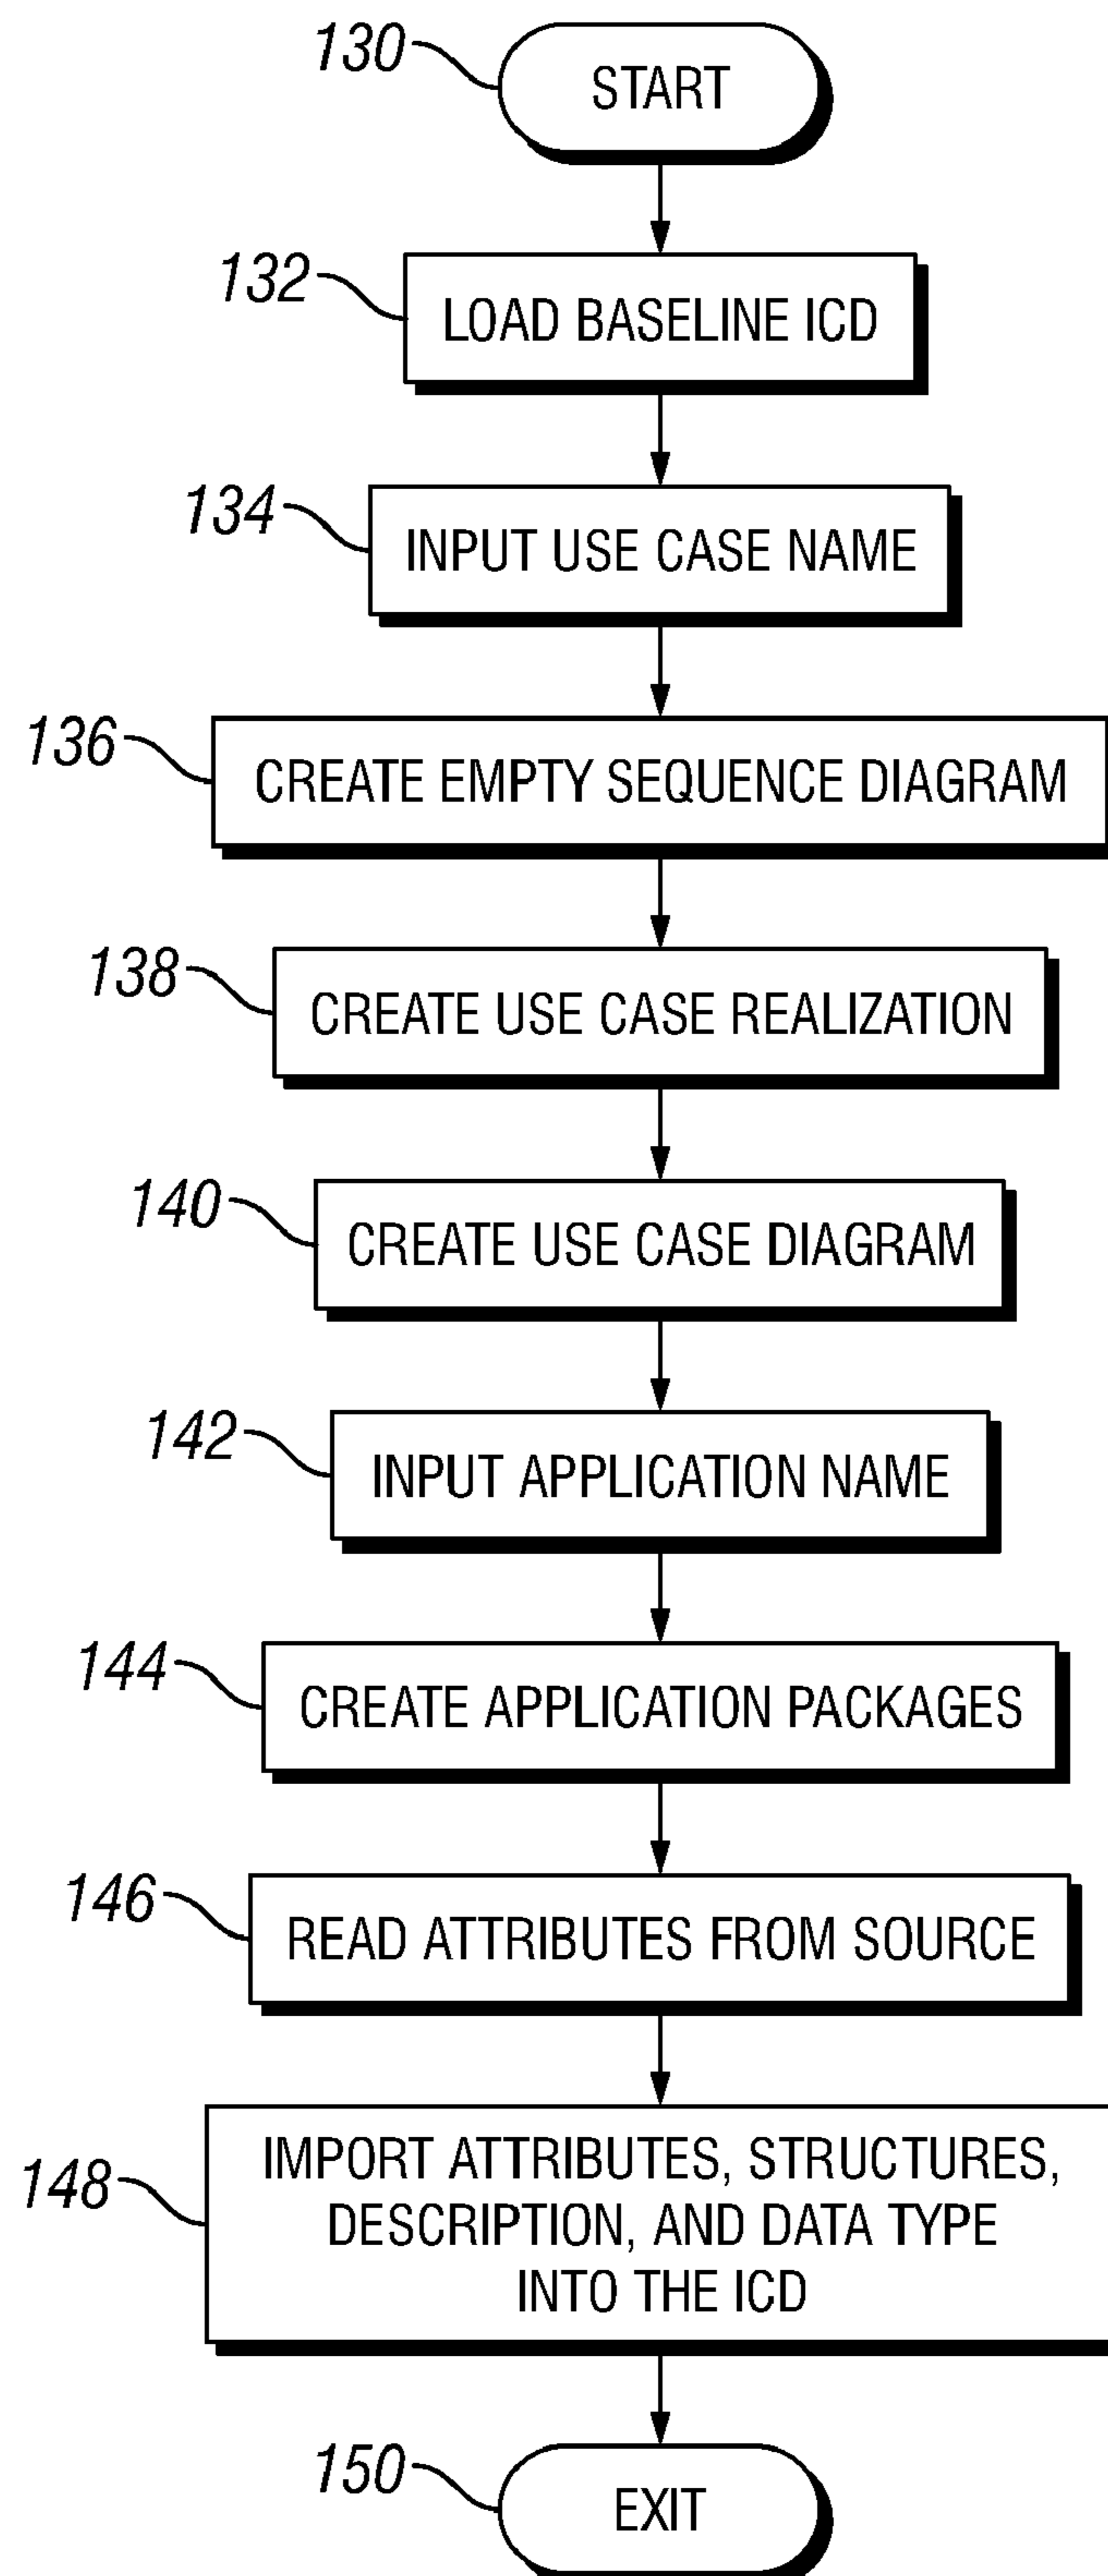 130
START
132
LOAD BASELINE ICD
134
INPUT USE CASE NAME
136
CREATE EMPTY SEQUENCE DIAGRAM
138
CREATE USE CASE REALIZATION
140
CREATE USE CASE DIAGRAM
142
INPUT APPLICATION NAME
144
CREATE APPLICATION PACKAGES
146
READ ATTRIBUTES FROM SOURCE
148
IMPORT ATTRIBUTES, STRUCTURES,
DESCRIPTION, AND DATA TYPE
INTO THE ICD
150
EXIT